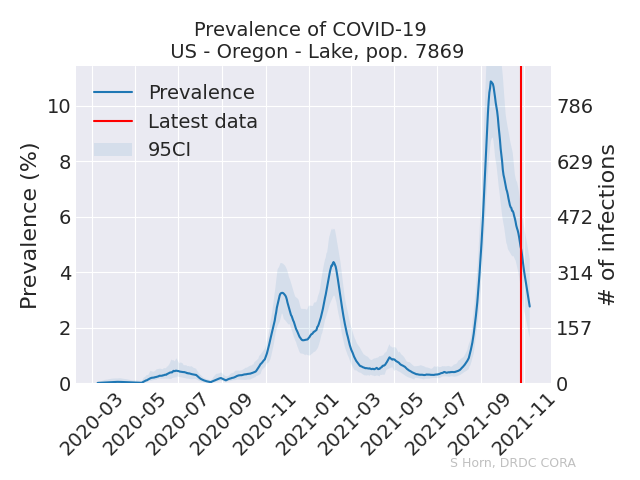 Prevalence of COVID-19
US - Oregon - Lake, pop. 7869
Prevalence
Latest data
95CI
Prevalence (%)
10
8
6
4
2
0
786
629
472
314
157
0
# of infections
2020-03
2020-05
2020-07
2020-09
2020-11
2021-01
2021-03
2021-05
2021-07
2021-09
2021-11
S Horn, DRDC CORA